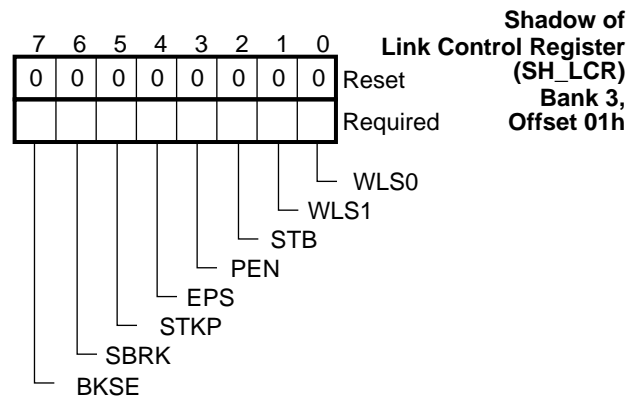 Shadow of
Link Control Register
(SH_LCR)
Bank 3,
Offset 01h
7 6 5 4 3 2 1 0
0 0 0 0 0 0 0 0 Reset
Required
WLS0
WLS1
STB
PEN
EPS
STKP
SBRK
BKSE